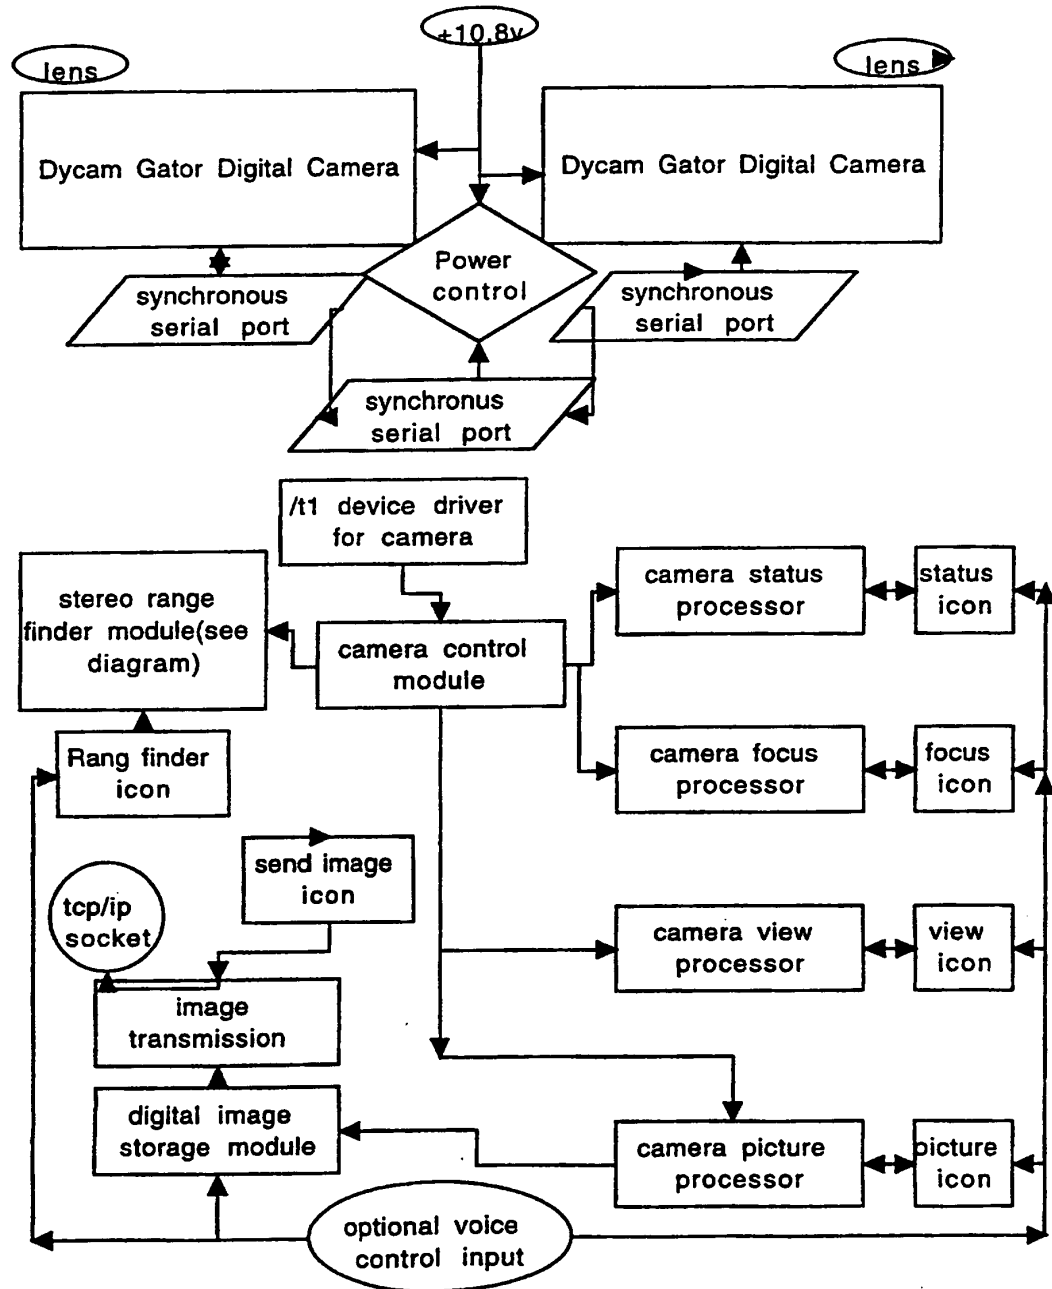 +10.8v
lens
lens
Dycam Gator Digital Camera
Dycam Gator Digital Camera
Power
control
synchronous
serial port
synchronous
serial port
synchronus
serial port
/t1 device driver
for camera
stereo range
finder module(see
diagram)
camera control
module
camera status
processor
status
icon
Rang finder
icon
camera focus
processor
focus
icon
send image
icon
tcp/ip
socket
camera view
processor
view
icon
image
transmission
digital image
storage module
camera picture
processor
picture
icon
optional voice
control input